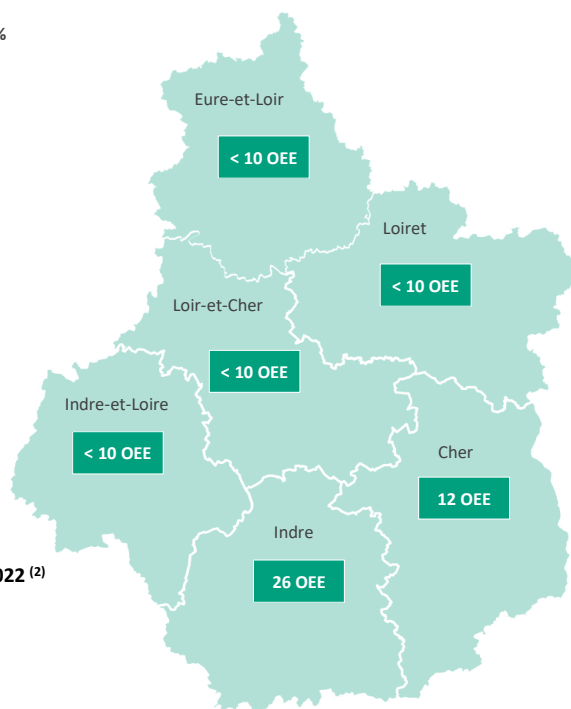 %
Eure-et-Loir
< 10 OEE
Loiret
< 10 OEE
Loir-et-Cher
< 10 OEE
Indre-et-Loire
< 10 OEE
Cher
12 OEE
Indre
26 OEE
022 (2)